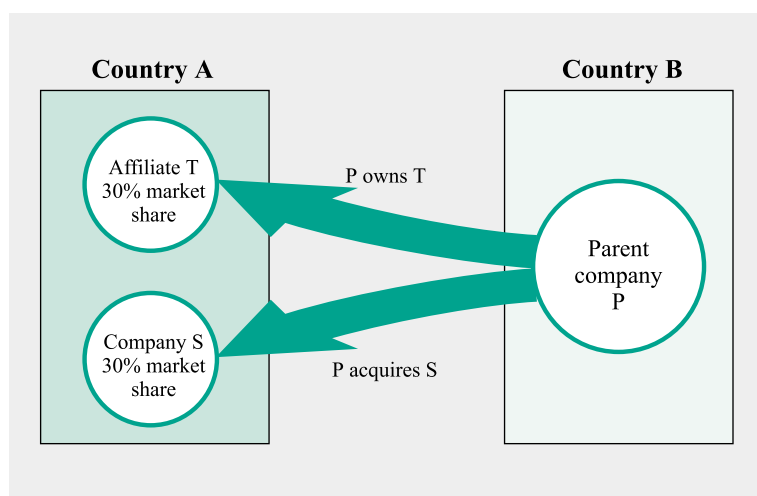 Country A
Country B
Affiliate T
30% market
share
P owns T
Parent
company
P
Company S
30% market
share
P acquires S